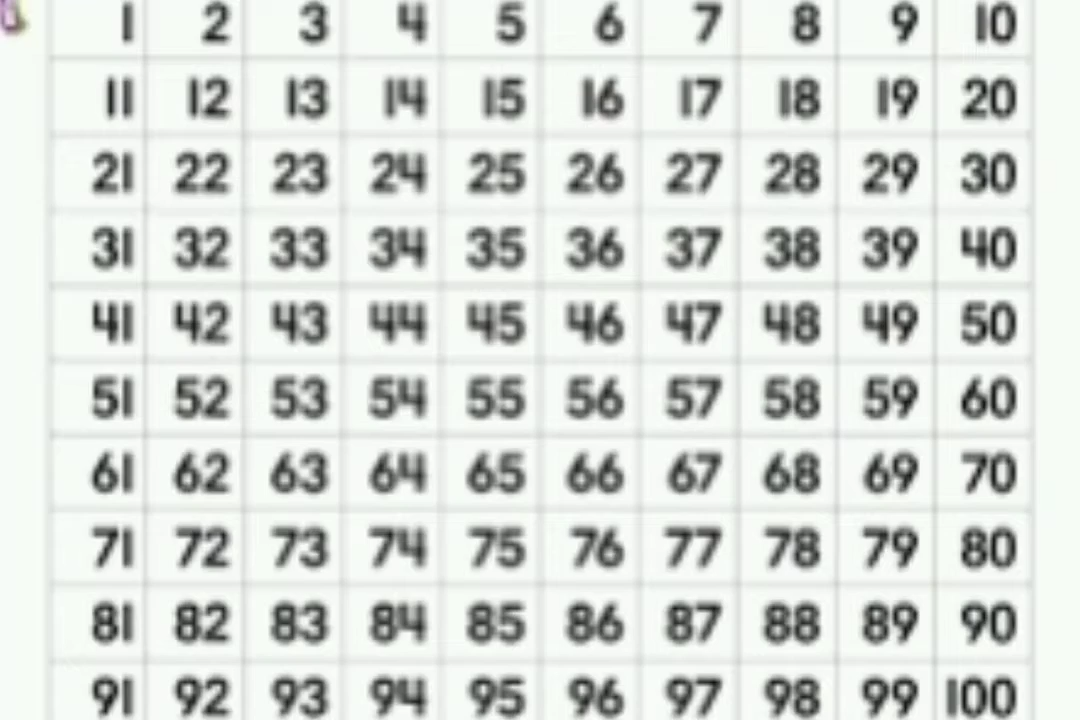 1 2 3 4 5 6 7 8 9 10
11 12 13 14 15 16 17 18 19 20
21 22 23 24 25 26 27 28 29 30
31 32 33 34 35 36 37 38 39 40
41 42 43 44 45 46 47 48 49 50
51 52 53 54 55 56 57 58 59 60
61 62 63 64 65 66 67 68 69 70
71 72 73 74 75 76 77 78 79 80
81 82 83 84 85 86 87 88 89 90
91 92 93 94 95 96 97 98 99 100